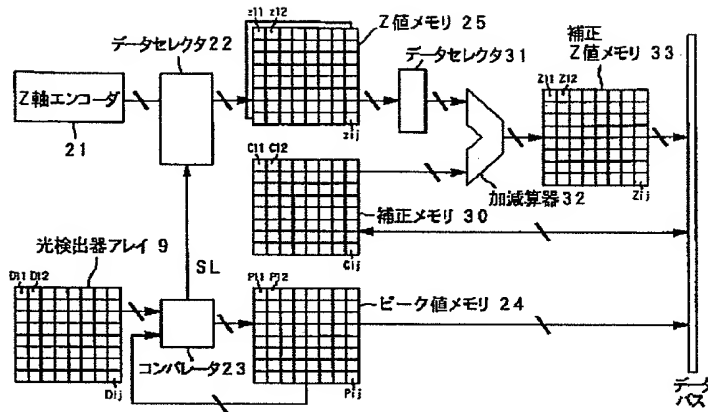 z11 z12
Z値メモリ 25
zij
データセレクタ22
データセレクタ31
補正
Z値メモリ 33
Z11 Z12
Zij
Z軸エンコーダ
21
C11 C12
Cij
加減算器32
補正メモリ 30
光検出器アレイ 9
D11 D12
Dij
SL
P11 P12
Pij
ピーク値メモリ 24
コンパレータ23
データ
バス